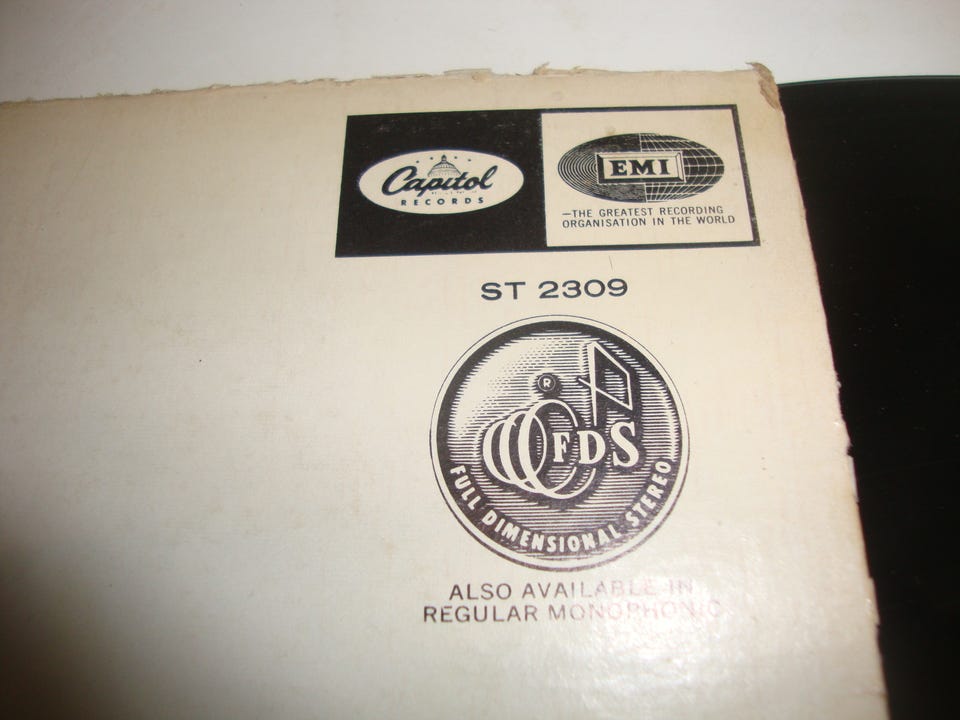 Capitol
RECORDS
EMI
—THE GREATEST RECORDING
ORGANISATION IN THE WORLD
ST 2309
®
FDS
FULL DIMENSIONAL STEREO
ALSO AVAILABLE IN
REGULAR MONOPHONIC